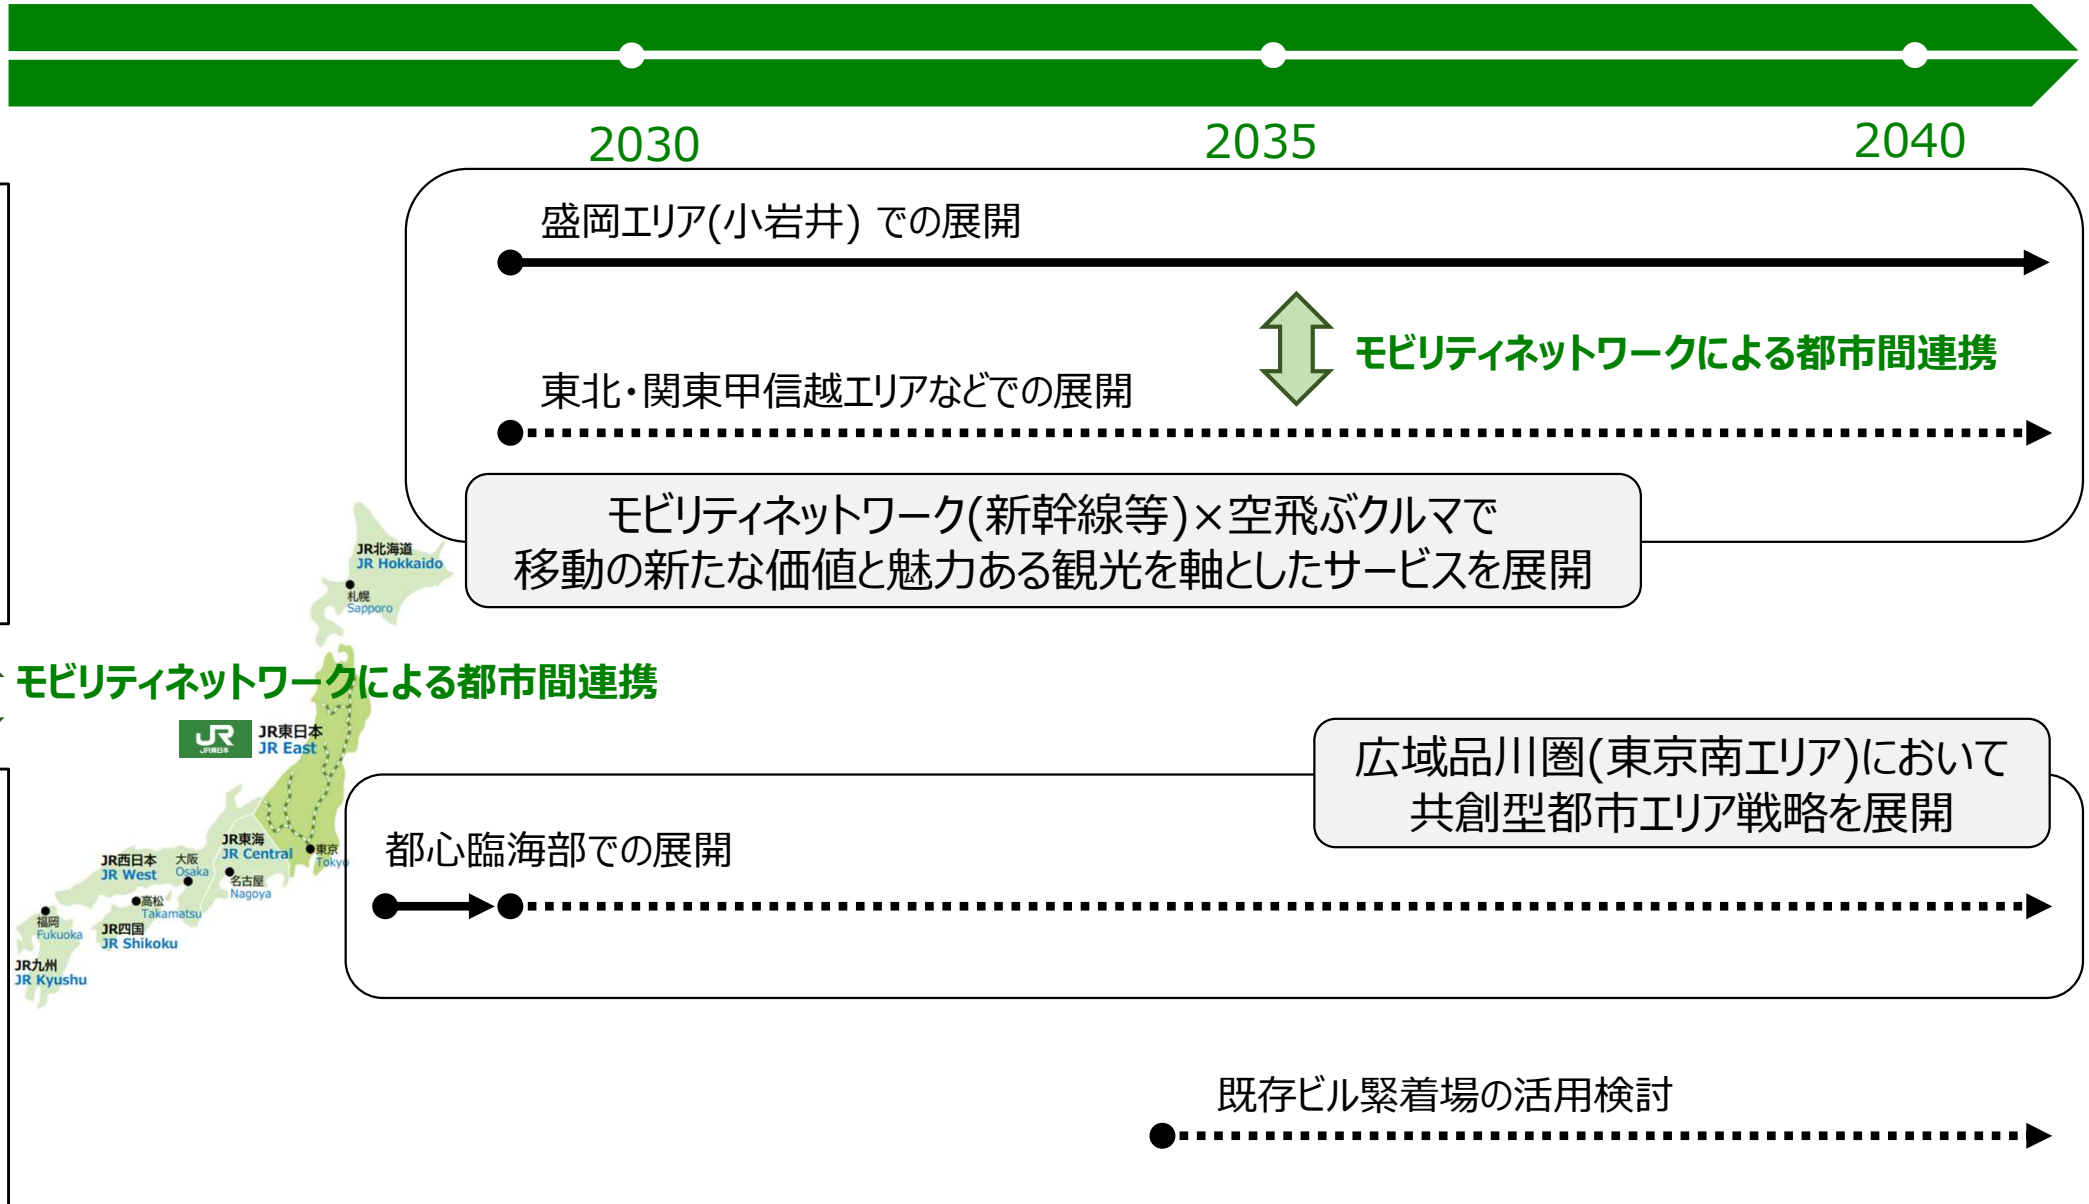 2030
2035
2040
盛岡エリア(小岩井) での展開
モビリティネットワークによる都市間連携
東北・関東甲信越エリアなどでの展開
モビリティネットワーク(新幹線等)×空飛ぶクルマで
移動の新たな価値と魅力ある観光を軸としたサービスを展開
JR北海道
JR Hokkaido
札幌
Sapporo
モビリティネットワークによる都市間連携
JR
JR東日本
JR東日本
JR East
広域品川圏(東京南エリア)において
共創型都市エリア戦略を展開
都心臨海部での展開
JR東海
JR Central
東京
Tokyo
JR西日本
JR West
大阪
Osaka
名古屋
Nagoya
高松
Takamatsu
福岡
Fukuoka
JR四国
JR Shikoku
JR九州
JR Kyushu
既存ビル緊着場の活用検討